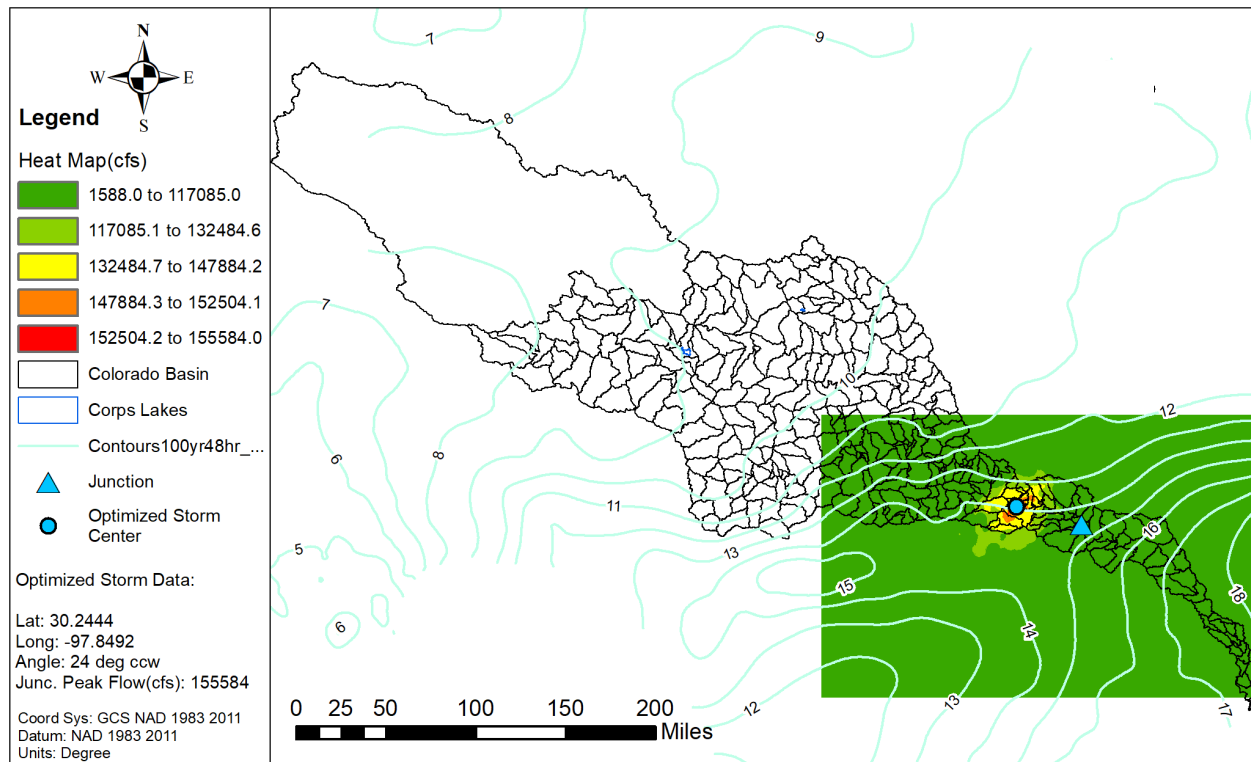 N
W
E
S
Legend
Heat Map(cfs)
1588.0 to 117085.0
117085.1 to 132484.6
132484.7 to 147884.2
147884.3 to 152504.1
152504.2 to 155584.0
Colorado Basin
Corps Lakes
Contours100yr48hr_...
Junction
Optimized Storm
Center
Optimized Storm Data:
Lat: 30.2444
Long: -97.8492
Angle: 24 deg ccw
Junc. Peak Flow(cfs): 155584
Coord Sys: GCS NAD 1983 2011
Datum: NAD 1983 2011
Units: Degree
7
9
8
7
10
6
8
12
11
5
13
16
15
18
6
14
13
12
17
0
25
50
100
150
200
Miles